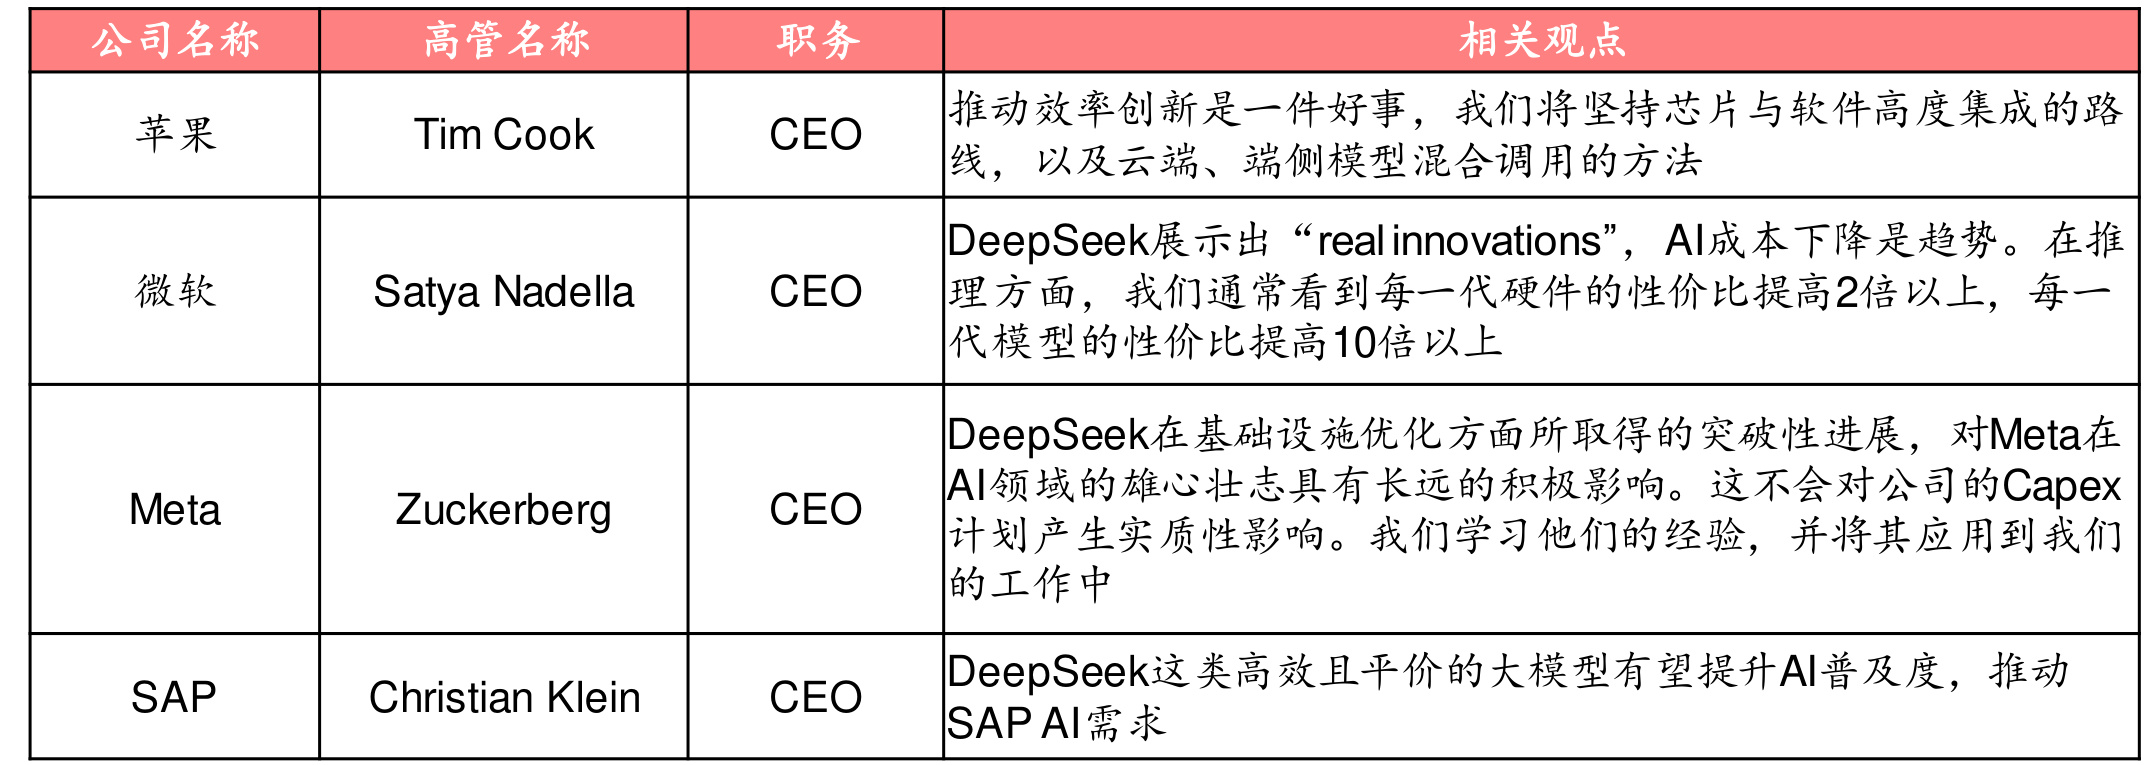 公司名称 高管名称 职务 相关观点
苹果 Tim Cook CEO 推动效率创新是一件好事，我们将坚持芯片与软件高度集成的路
线，以及云端、端侧模型混合调用的方法
微软 Satya Nadella CEO DeepSeek展示出“real innovations”，AI成本下降是趋势。在推
理方面，我们通常看到每一代硬件的性价比提高2倍以上，每一
代模型的性价比提高10倍以上
Meta Zuckerberg CEO DeepSeek在基础设施优化方面所取得的突破性进展，对Meta在
AI领域的雄心壮志具有长远的积极影响。这不会对公司的Capex
计划产生实质性影响。我们学习他们的经验，并将其应用到我们
的工作中
SAP Christian Klein CEO DeepSeek这类高效且平价的大模型有望提升AI普及度，推动
SAP AI需求